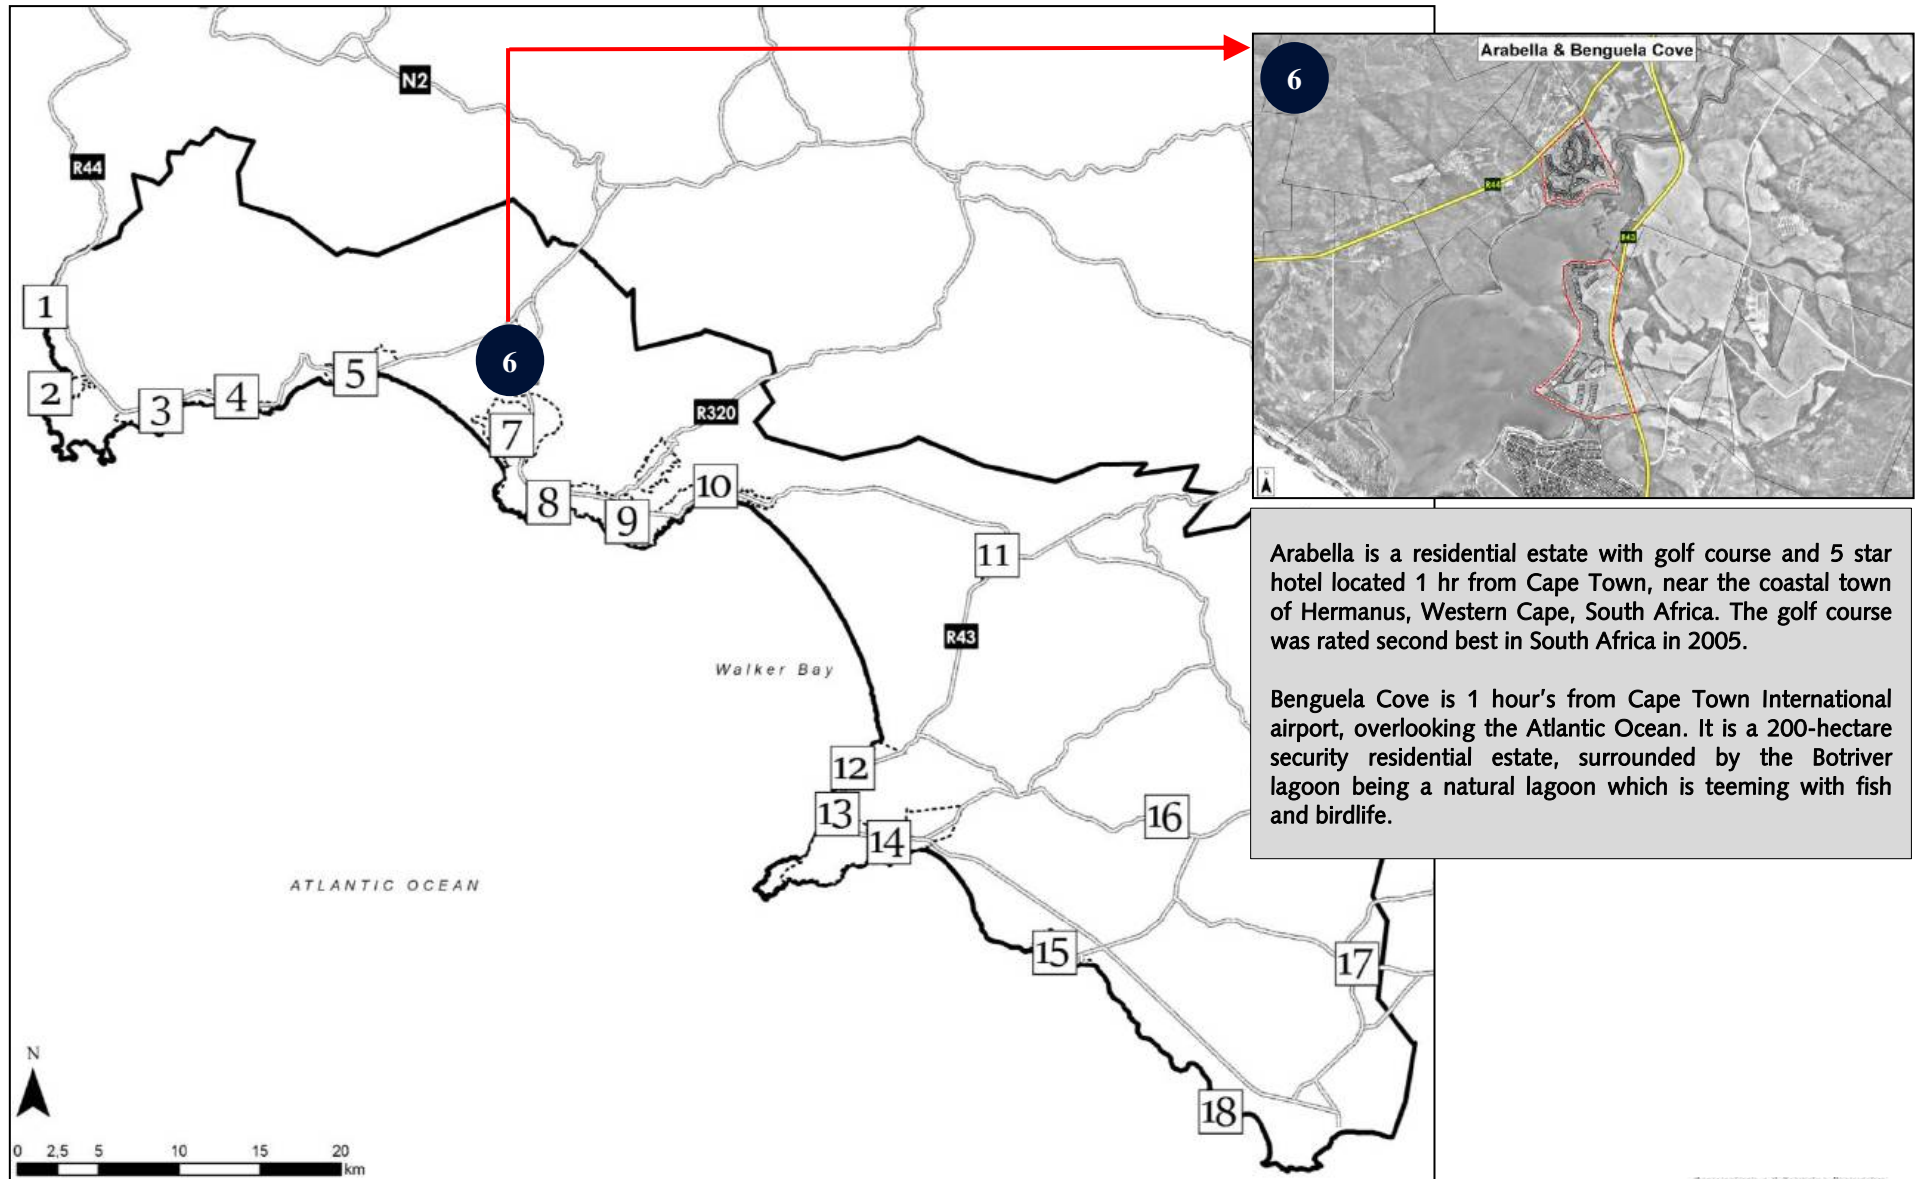 N2
R44
1
2
3
4
5
6
7
8
9
10
R320
11
R43
Walker Bay
12
13
14
16
ATLANTIC OCEAN
15
17
18
N
0 2,5 5 10 15 20
km
6
Arabella & Benguela Cove
R44
R43
Arabella is a residential estate with golf course and 5 star
hotel located 1 hr from Cape Town, near the coastal town
of Hermanus, Western Cape, South Africa. The golf course
was rated second best in South Africa in 2005.
Benguela Cove is 1 hour's from Cape Town International
airport, overlooking the Atlantic Ocean. It is a 200-hectare
security residential estate, surrounded by the Botriver
lagoon being a natural lagoon which is teeming with fish
and birdlife.